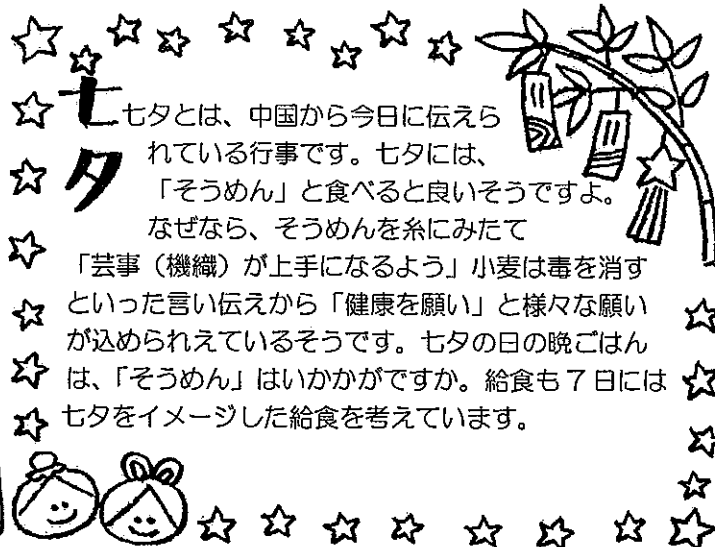 七夕
七夕とは、中国から今日に伝えら
れている行事です。七夕には、
「そうめん」と食べると良いそうですよ。
なぜなら、そうめんを糸にみたて
「芸事（機織）が上手になるよう」小麦は毒を消す
といった言い伝えから「健康を願い」と様々な願い
が込められえているそうです。七夕の日の晩ごはん
は、「そうめん」はいかかがですか。給食も７日には
七夕をイメージした給食を考えています。